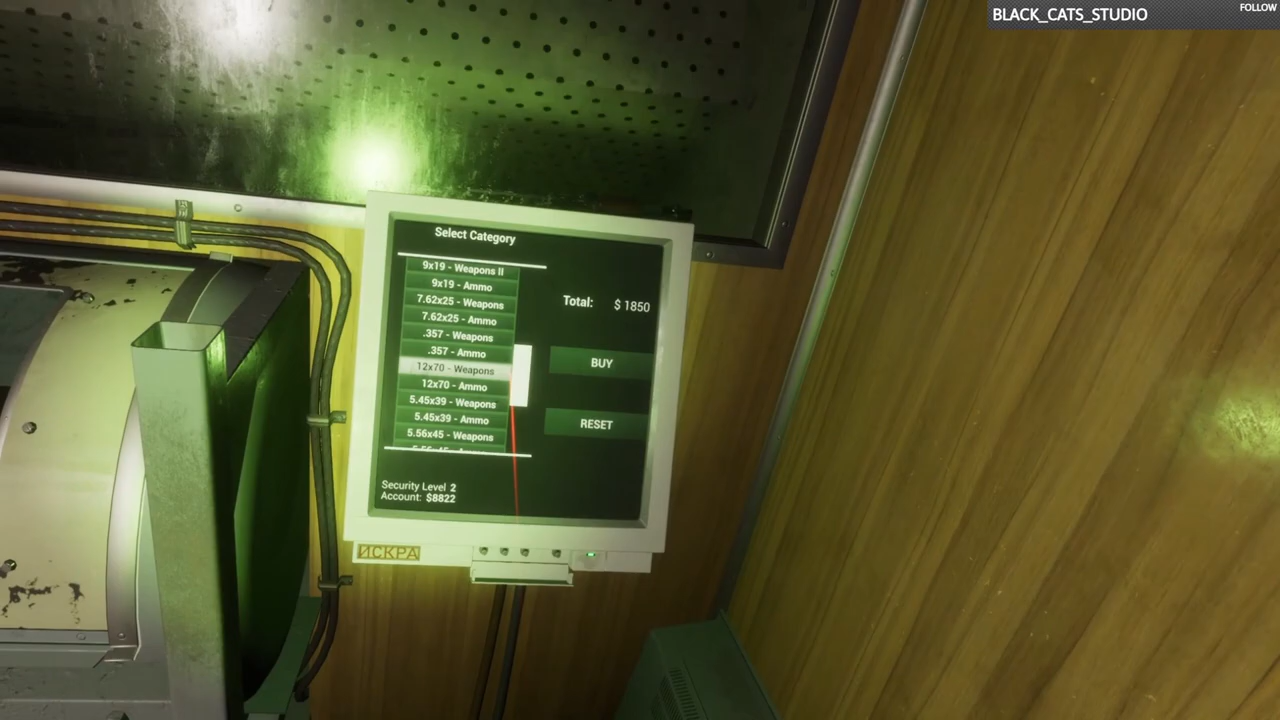 BLACK_CATS_STUDIO
FOLLOW
Select Category
9x19 - Weapons II
9x19 - Ammo
7.62x25 - Weapons
7.62x25 - Ammo
.357 - Weapons
.357 - Ammo
12x70 - Weapons
12x70 - Ammo
5.45x39 - Weapons
5.45x39 - Ammo
5.56x45 - Weapons
Total: $ 1850
BUY
RESET
Security Level 2
Account: $8822
ИСКРА